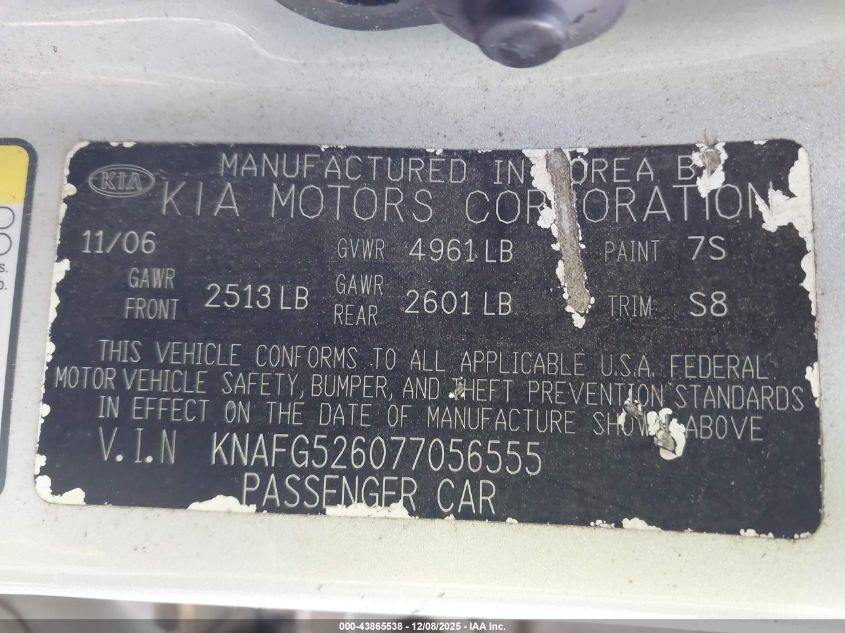 KIA
MANUFACTURED IN KOREA BY
KIA MOTORS CORPORATION
11/06 GVWR 4961 LB PAINT 7S
GAWR FRONT 2513 LB GAWR REAR 2601 LB TRIM S8
THIS VEHICLE CONFORMS TO ALL APPLICABLE U.S.A. FEDERAL
MOTOR VEHICLE SAFETY, BUMPER, AND THEFT PREVENTION STANDARDS
IN EFFECT ON THE DATE OF MANUFACTURE SHOWN ABOVE
V.I.N KNAFG526077056555
PASSENGER CAR
000-43865538 - 12/08/2025 - IAA Inc.